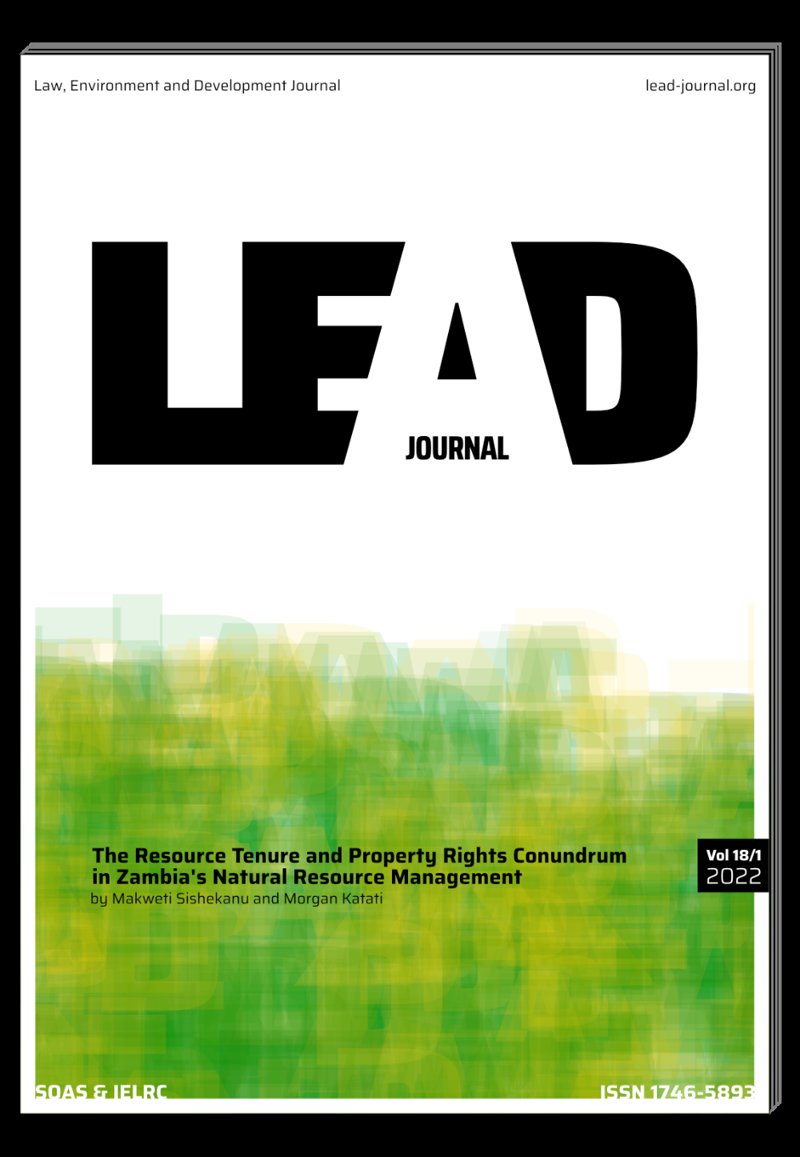 Law, Environment and Development Journal
lead-journal.org
LEAD
JOURNAL
The Resource Tenure and Property Rights Conundrum
in Zambia's Natural Resource Management
by Makweti Sishekanu and Morgan Katati
Vol 18/1
2022
SOAS & IELRC
ISSN 1746-5893